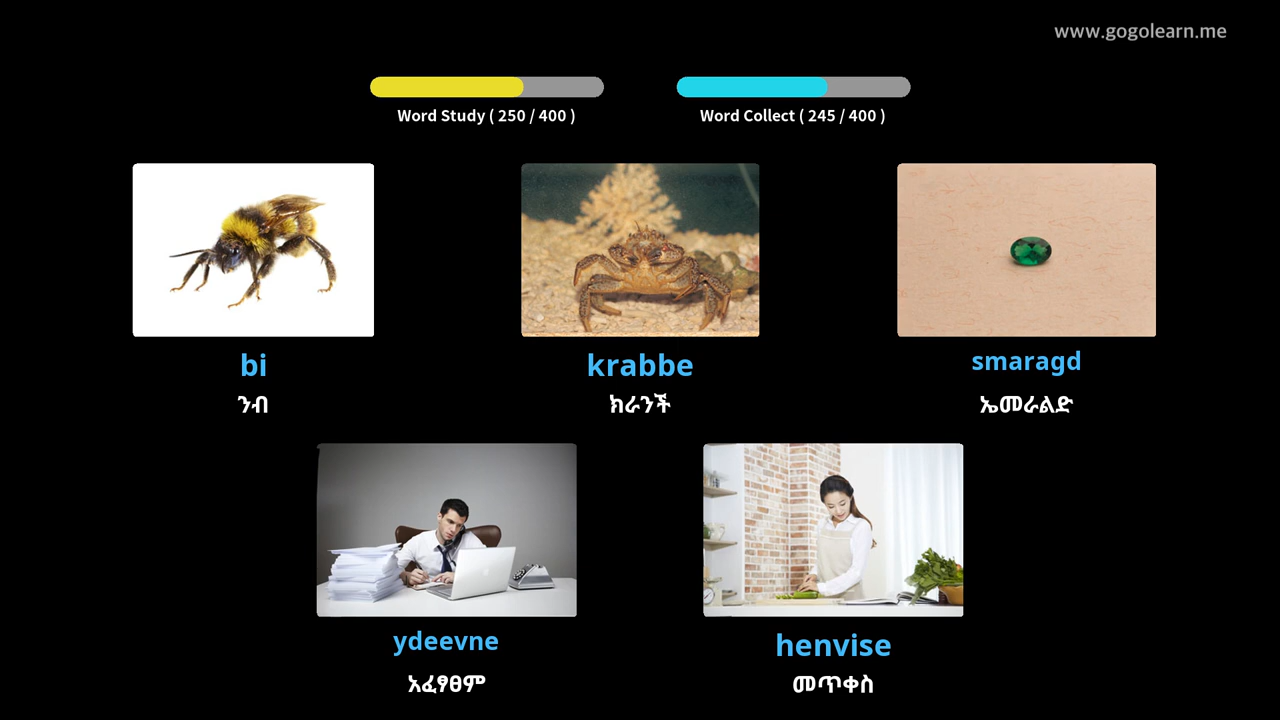 www.gogolearn.me
Word Study ( 250 / 400 )
Word Collect ( 245 / 400 )
bi
krabbe
smaragd
ንብ
ክራንች
ኤመራልድ
ydeevne
henvise
አፈፃፀም
መጥቀስ